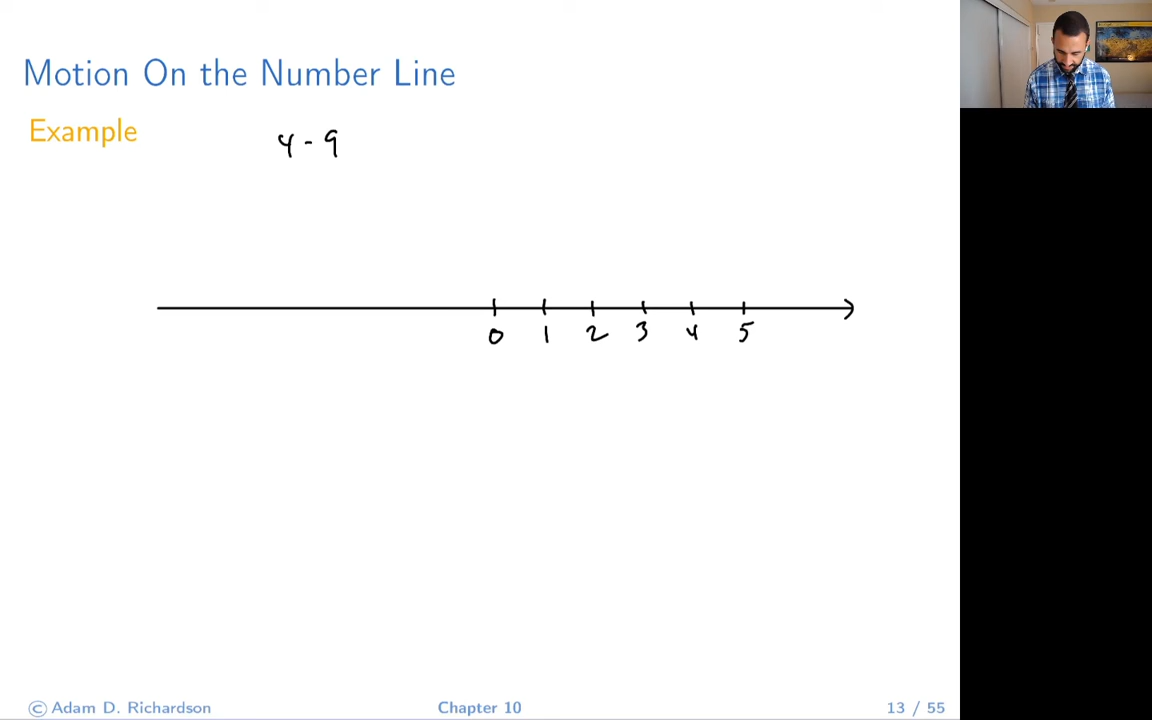 Motion On the Number Line
Example
4 - 9
0 1 2 3 4 5
© Adam D. Richardson Chapter 10 13 / 55